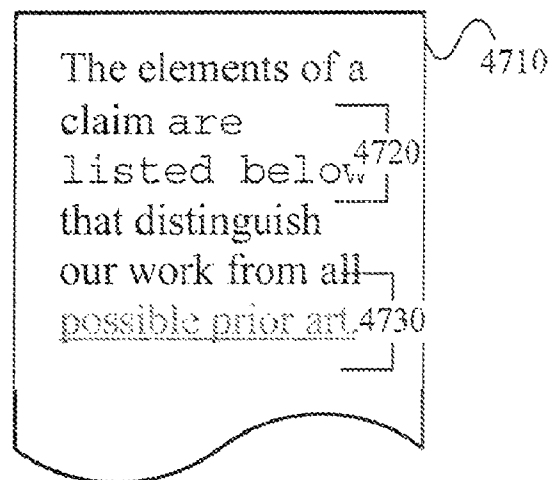 The elements of a
4710
claim are
4720
listed below
that distinguish
our work from all
possible prior art.
4730